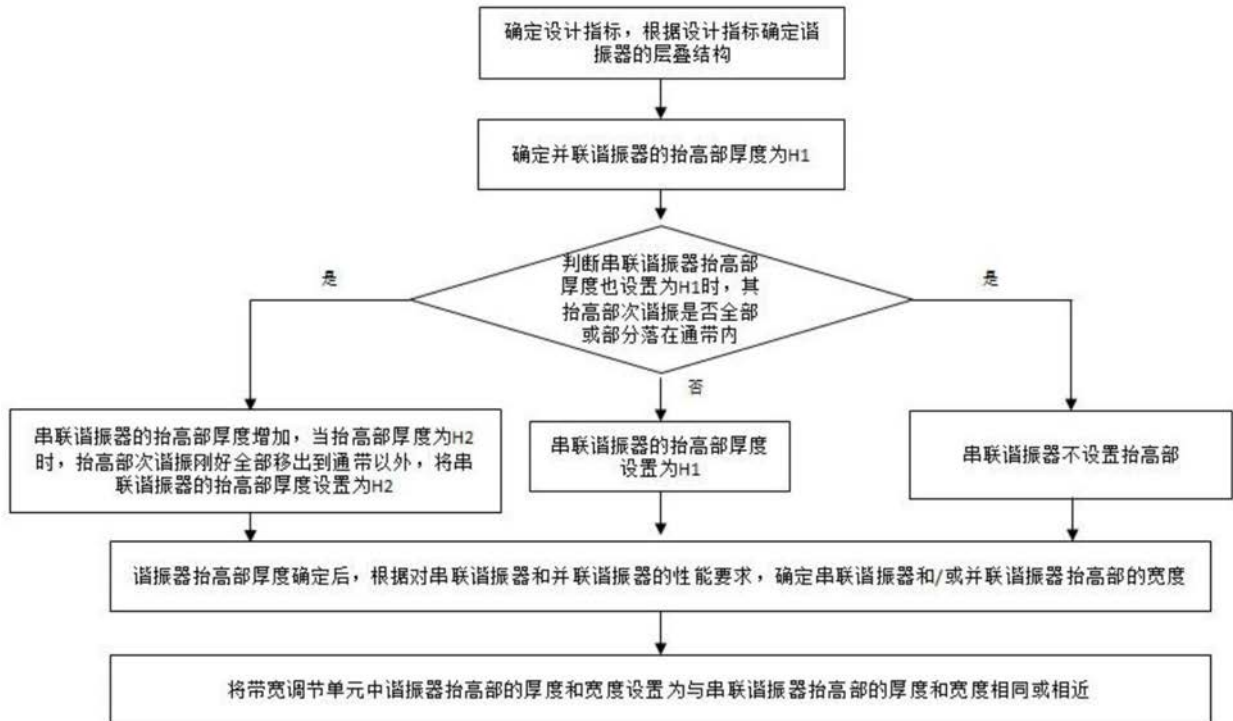 确定设计指标，根据设计指标确定谐
振器的层叠结构
确定并联谐振器的抬高部厚度为H1
判断串联谐振器抬高部
厚度也设置为H1时，其
抬高部次谐振是否全部
或部分落在通带内
是
是
否
串联谐振器的抬高部厚度增加，当抬高部厚度为H2
时，抬高部次谐振刚好全部移出到通带以外，将串
联谐振器的抬高部厚度设置为H2
串联谐振器的抬高部厚度
设置为H1
串联谐振器不设置抬高部
谐振器抬高部厚度确定后，根据对串联谐振器和并联谐振器的性能要求，确定串联谐振器和/或并联谐振器抬高部的宽度
将带宽调节单元中谐振器抬高部的厚度和宽度设置为与串联谐振器抬高部的厚度和宽度相同或相近